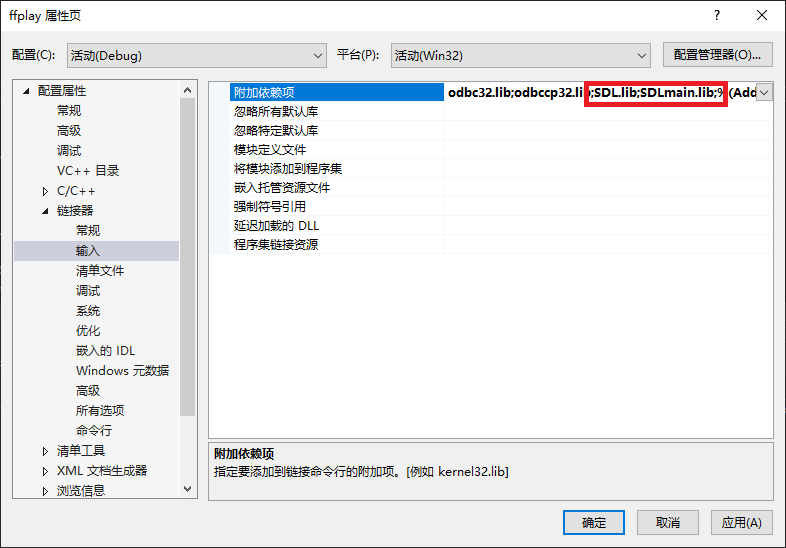 ffplay 属性页
配置(C): 活动(Debug) 平台(P): 活动(Win32) 配置管理器(O)...
配置属性
常规
高级
调试
VC++ 目录
C/C++
链接器
常规
输入
清单文件
调试
系统
优化
嵌入的 IDL
Windows 元数据
高级
所有选项
命令行
清单工具
XML 文档生成器
浏览信息
附加依赖项 odbc32.lib;odbccp32.lib;SDL.lib;SDLmain.lib;%(Add
忽略所有默认库
忽略特定默认库
模块定义文件
将模块添加到程序集
嵌入托管资源文件
强制符号引用
延迟加载的 DLL
程序集链接资源
附加依赖项
指定要添加到链接命令行的附加项。[例如 kernel32.lib]
确定 取消 应用(A)